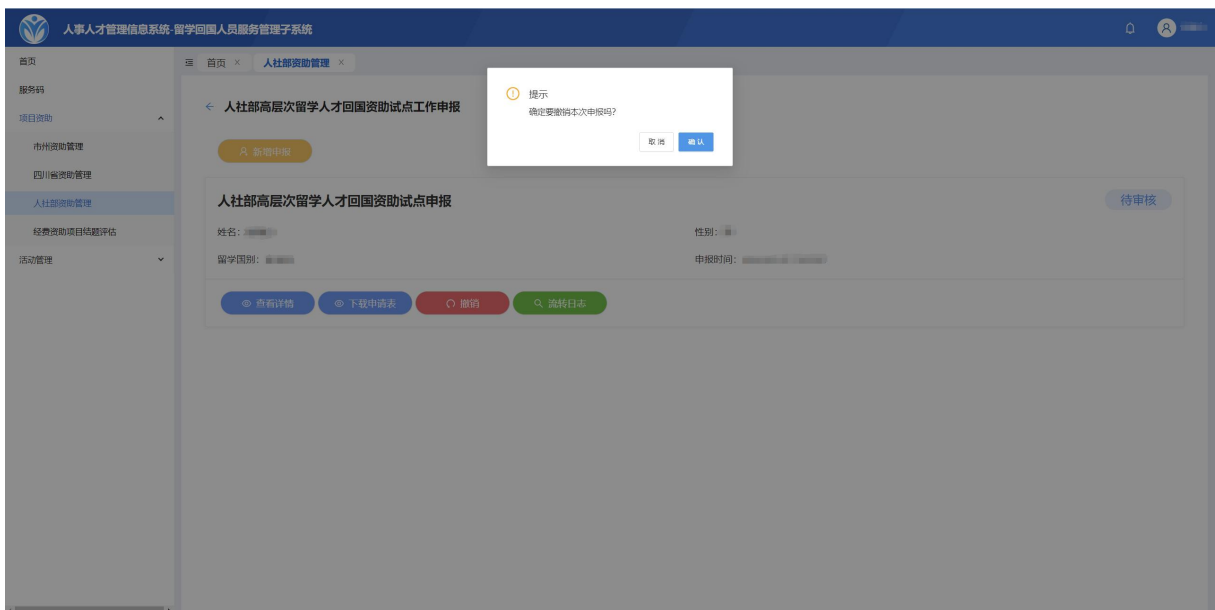 人事人才管理信息系统-留学回国人员服务管理子系统
首页
服务码
项目资助
市州资助管理
四川省资助管理
人社部资助管理
经费资助项目结题评估
活动管理
首页 ×
人社部资助管理 ×
← 人社部高层次留学人才回国资助试点工作申报
新增申报
提示
确定要撤销本次申报吗?
取消 确认
人社部高层次留学人才回国资助试点申报
待审核
姓名:
性别:
留学国别:
申报时间:
查看详情 下载申请表 撤销 流转日志